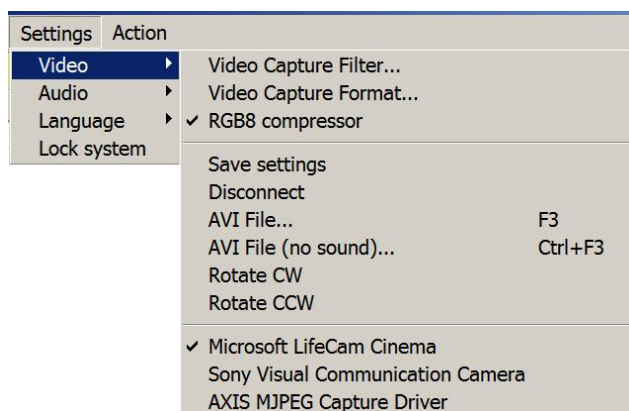 Settings Action
Video
Audio
Language
Lock system
Video Capture Filter...
Video Capture Format...
RGB8 compressor
Save settings
Disconnect
AVI File... F3
AVI File (no sound)... Ctrl+F3
Rotate CW
Rotate CCW
Microsoft LifeCam Cinema
Sony Visual Communication Camera
AXIS MJPEG Capture Driver